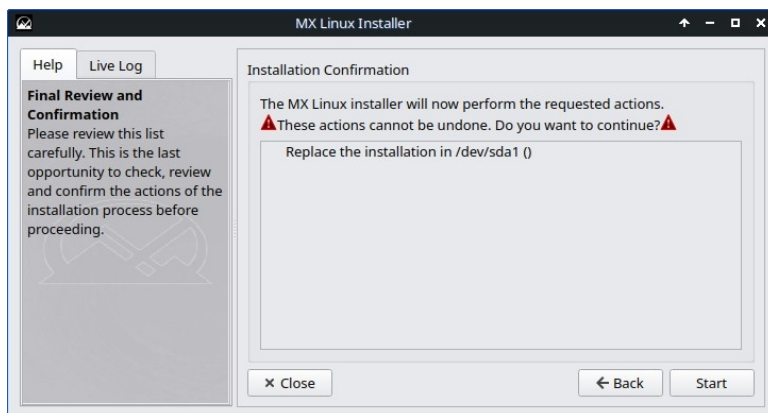 MX Linux Installer
Help
Live Log
Final Review and
Confirmation
Please review this list
carefully. This is the last
opportunity to check, review
and confirm the actions of the
installation process before
proceeding.
Installation Confirmation
The MX Linux installer will now perform the requested actions.
These actions cannot be undone. Do you want to continue?
Replace the installation in /dev/sda1 ()
Close
Back
Start